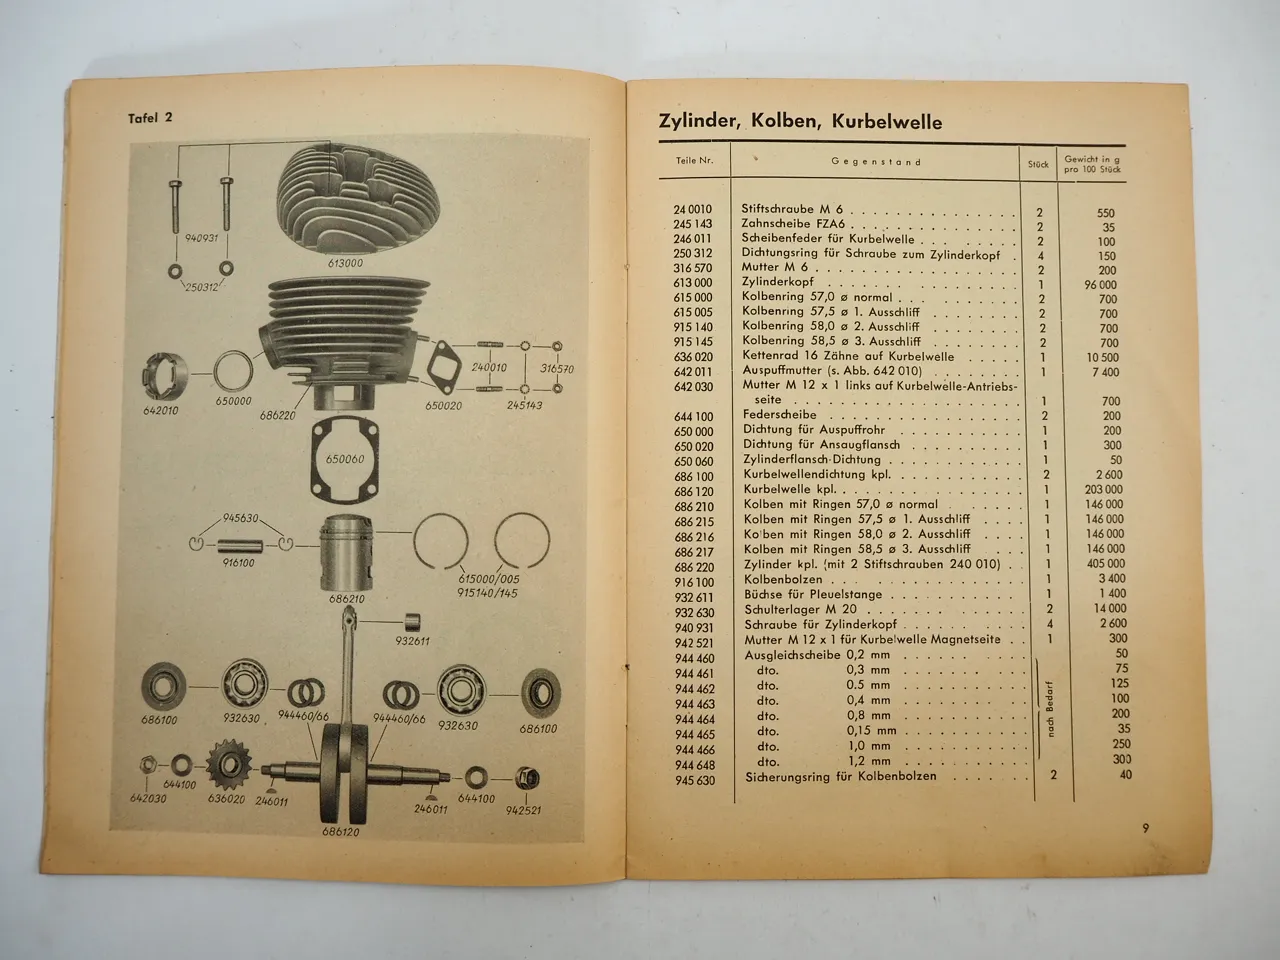 Tafel 2
940931
250312
613000
642010
650000
686220
650020
240010
245143
316570
650060
945630
916100
686210
615000/005
915140/145
932611
686100
932630
944460/66
944460/66
932630
686100
642030
644100
636020
246011
686120
246011
644100
942521
Zylinder, Kolben, Kurbelwelle
Teile Nr. Gegenstand Stück Gewicht in g pro 100 Stück
24 0010 Stiftschraube M 6 2 550
245 143 Zahnscheibe FZA6 2 35
246 011 Scheibenfeder für Kurbelwelle 2 100
250 312 Dichtungsring für Schraube zum Zylinderkopf 4 150
316 570 Mutter M 6 2 200
613 000 Zylinderkopf 1 96 000
615 000 Kolbenring 57,0 ø normal 2 700
615 005 Kolbenring 57,5 ø 1. Ausschliff 2 700
915 140 Kolbenring 58,0 ø 2. Ausschliff 2 700
915 145 Kolbenring 58,5 ø 3. Ausschliff 2 700
636 020 Kettenrad 16 Zähne auf Kurbelwelle 1 10 500
642 011 Auspuffmutter (s. Abb. 642 010) 1 7 400
642 030 Mutter M 12 x 1 links auf Kurbelwelle-Antriebs-
seite 1 700
644 100 Federscheibe 2 200
650 000 Dichtung für Auspuffrohr 1 200
650 020 Dichtung für Ansaugflansch 1 300
650 060 Zylinderflansch-Dichtung 1 50
686 100 Kurbelwellendichtung kpl. 2 2 600
686 120 Kurbelwelle kpl. 1 203 000
686 210 Kolben mit Ringen 57,0 ø normal 1 146 000
686 215 Kolben mit Ringen 57,5 ø 1. Ausschliff 1 146 000
686 216 Kolben mit Ringen 58,0 ø 2. Ausschliff 1 146 000
686 217 Kolben mit Ringen 58,5 ø 3. Ausschliff 1 146 000
686 220 Zylinder kpl. (mit 2 Stiftschrauben 240 010) 1 405 000
916 100 Kolbenbolzen 1 3 400
932 611 Büchse für Pleuelstange 1 1 400
932 630 Schulterlager M 20 2 14 000
940 931 Schraube für Zylinderkopf 4 2 600
942 521 Mutter M 12 x 1 für Kurbelwelle Magnetseite 1 300
944 460 Ausgleichscheibe 0,2 mm 50
944 461 dto. 0,3 mm 75
944 462 dto. 0.5 mm 125
944 463 dto. 0,4 mm 100
944 464 dto. 0,8 mm 200
944 465 dto. 0,15 mm 35
944 466 dto. 1,0 mm 250
944 648 dto. 1,2 mm 300
nach Bedarf
945 630 Sicherungsring für Kolbenbolzen 2 40
9